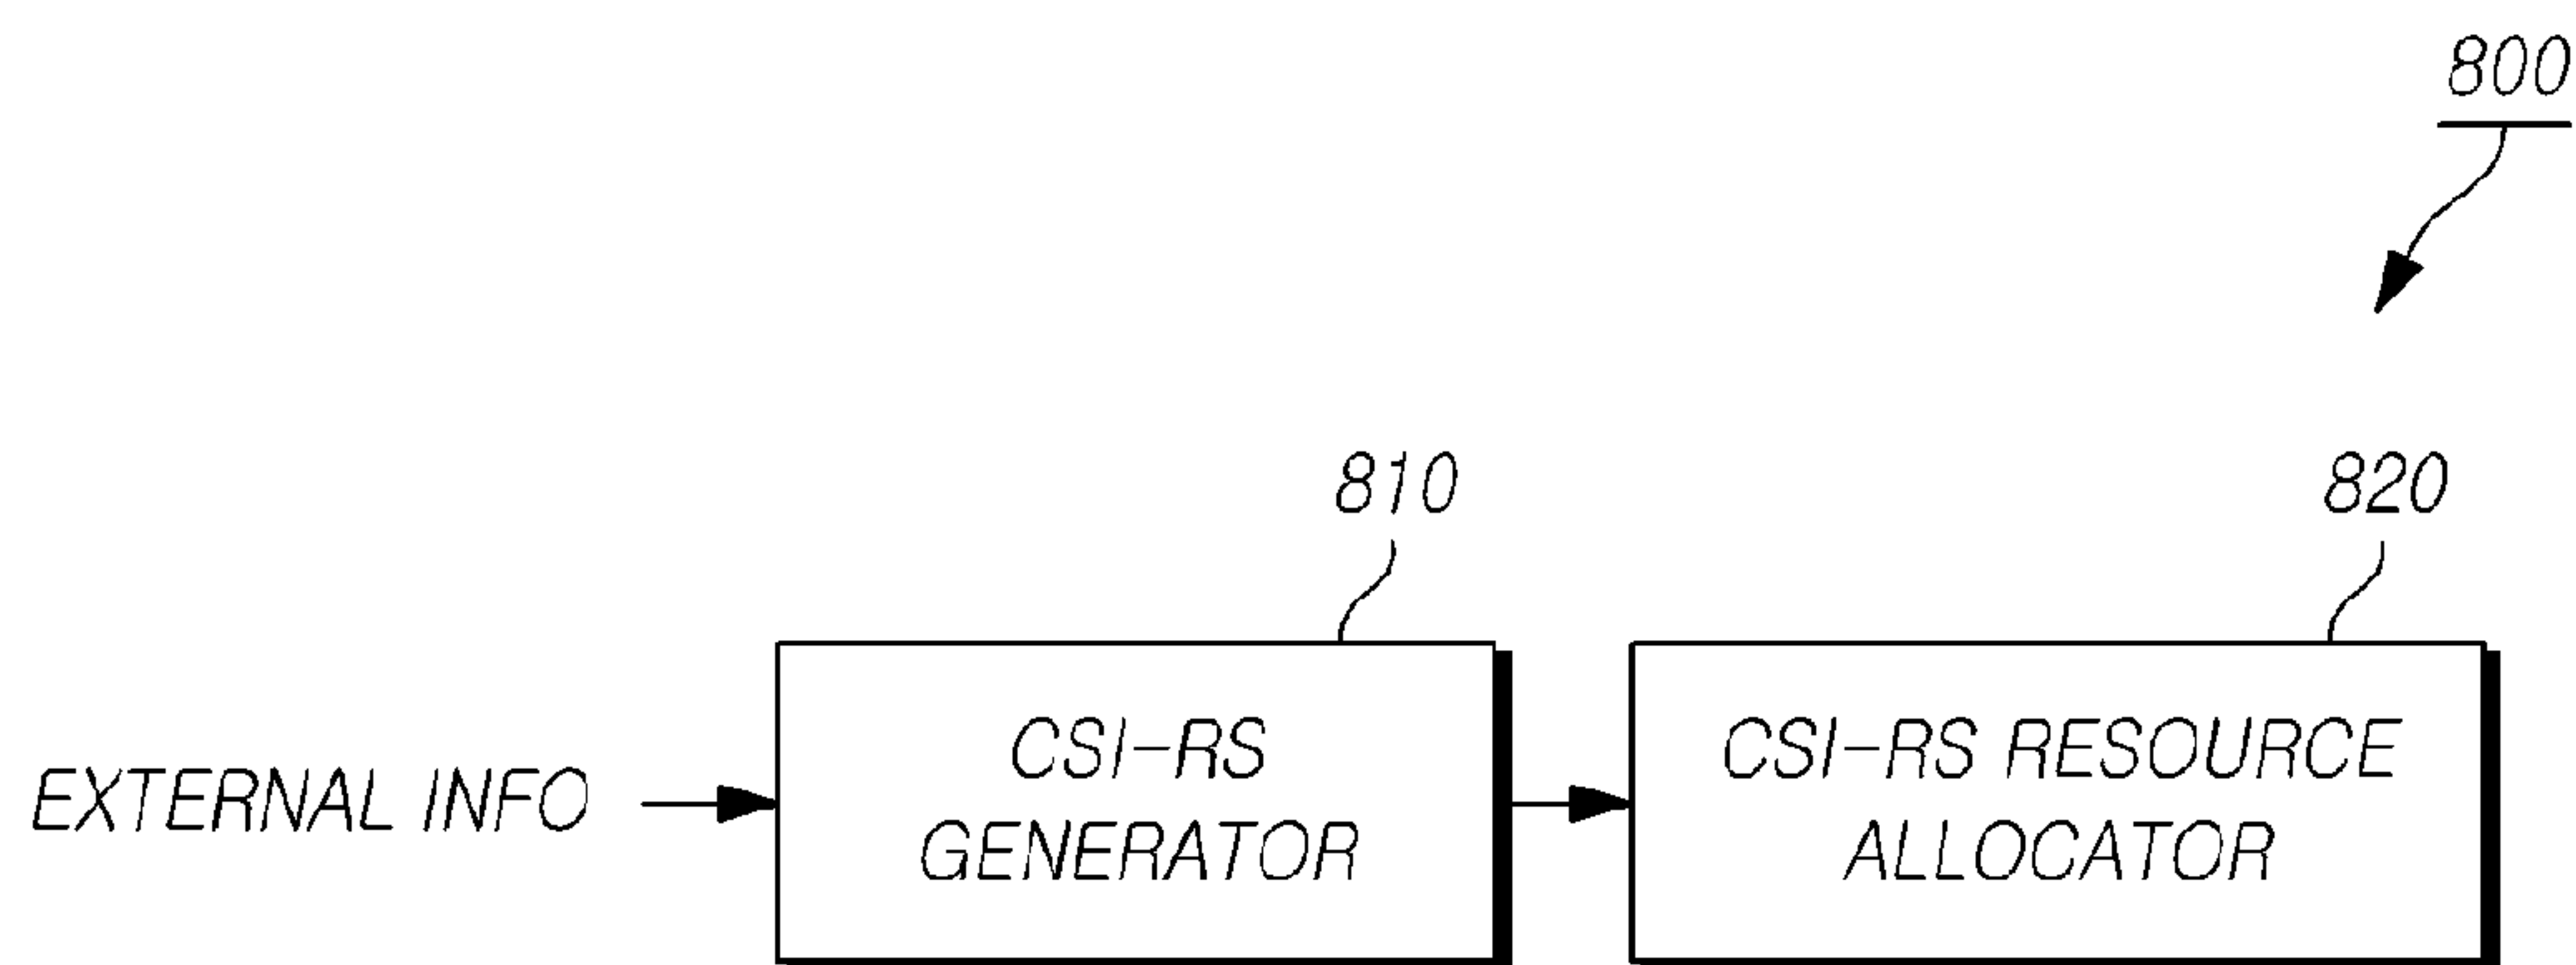 800
810
820
EXTERNAL INFO
CSI-RS
GENERATOR
CSI-RS RESOURCE
ALLOCATOR